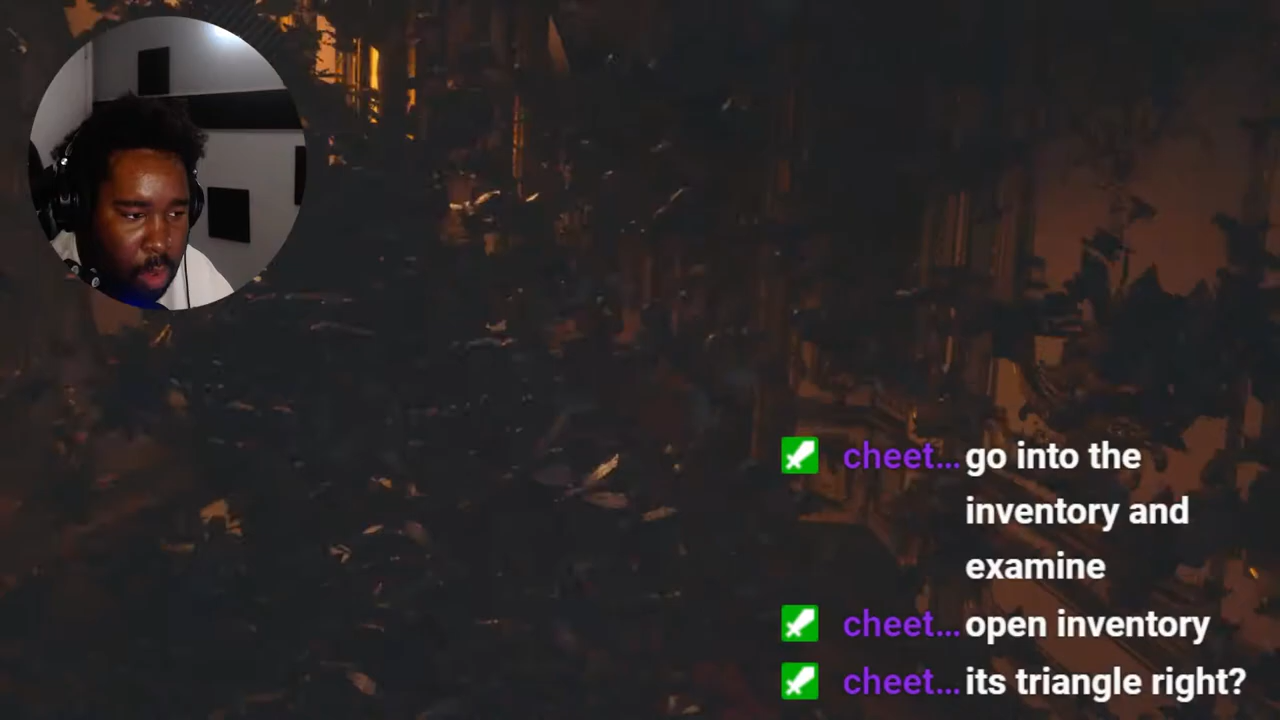 cheet... go into the
inventory and
examine
cheet... open inventory
cheet... its triangle right?